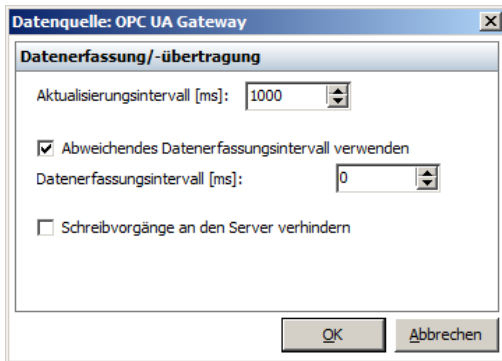 Datenquelle: OPC UA Gateway
Datenerfassung/-übertragung
Aktualisierungsintervall [ms]: 1000
Abweichendes Datenerfassungsintervall verwenden
Datenerfassungsintervall [ms]: 0
Schreibvorgänge an den Server verhindern
OK Abbrechen